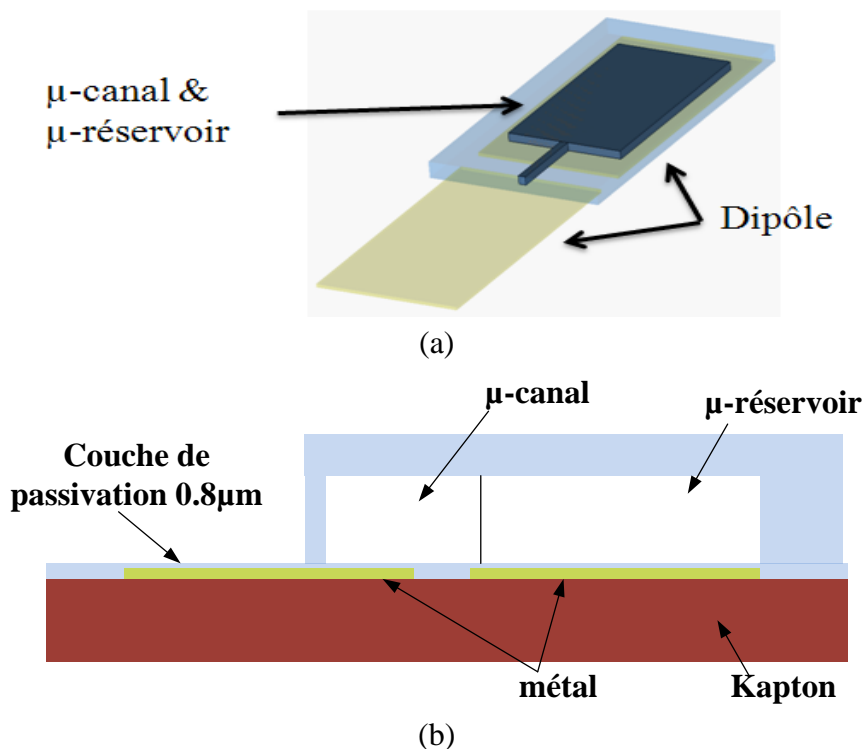 µ-canal &
µ-réservoir
Dipôle
(a)
µ-canal
µ-réservoir
Couche de
passivation 0.8µm
métal
Kapton
(b)